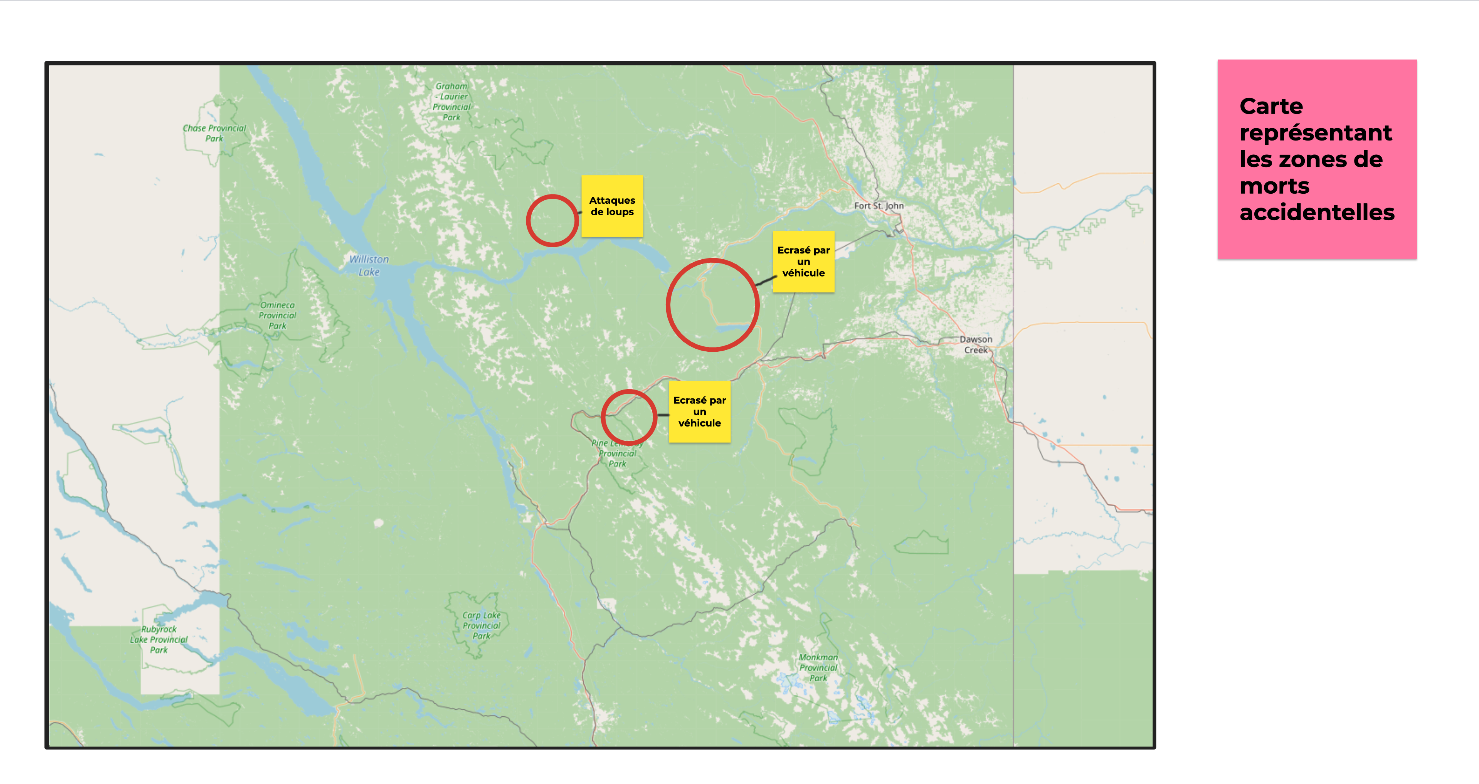 Graham
- Laurier
Provincial
Park
Chase Provincial
Park
Attaques
de loups
Fort St. John
Ecrasé par
un
véhicule
Williston
Lake
Omineca
Provincial
Park
Dawson
Creek
Ecrasé par
un
véhicule
Pine Le
Provincial
Park
Carp Lake
Provincial
Park
Rubyrock
Lake Provincial
Park
Monkman
Provincial
Park
Carte
représentant
les zones de
morts
accidentelles